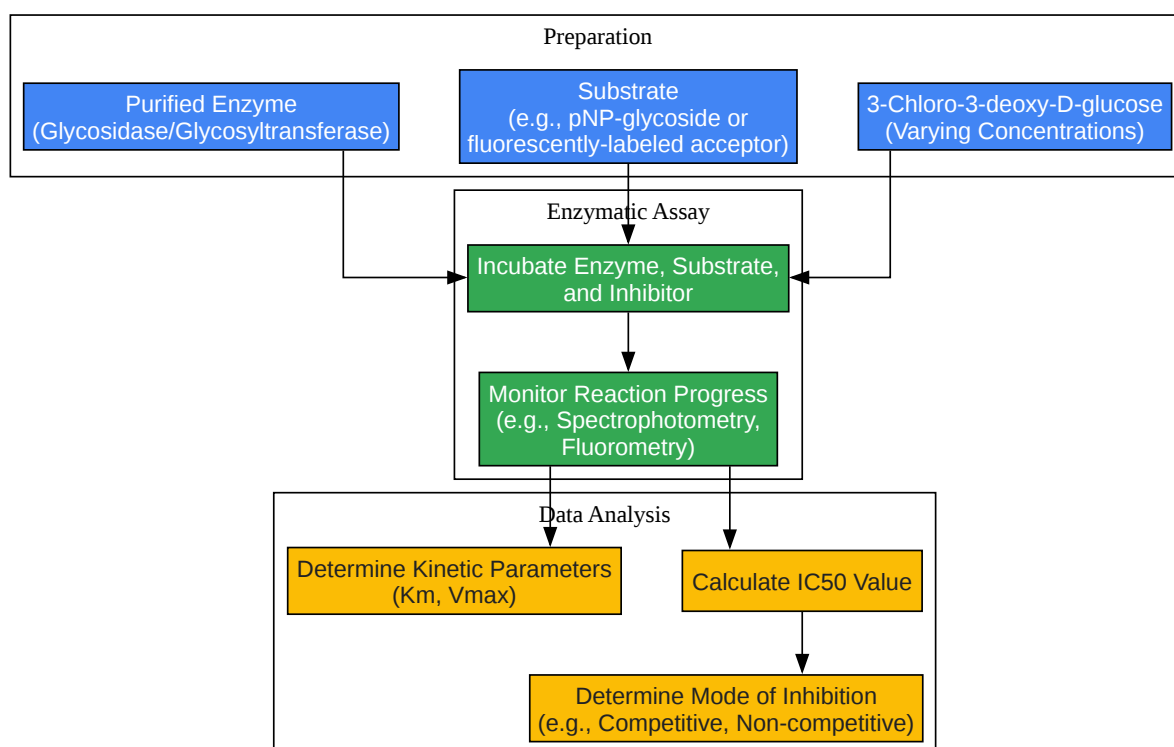 Preparation
Purified Enzyme
(Glycosidase/Glycosyltransferase)
Substrate
(e.g., pNP-glycoside or
fluorescently-labeled acceptor)
3-Chloro-3-deoxy-D-glucose
(Varying Concentrations)
Enzymatic Assay
Incubate Enzyme, Substrate,
and Inhibitor
Monitor Reaction Progress
(e.g., Spectrophotometry,
Fluorometry)
Data Analysis
Determine Kinetic Parameters
(Km, Vmax)
Calculate IC50 Value
Determine Mode of Inhibition
(e.g., Competitive, Non-competitive)